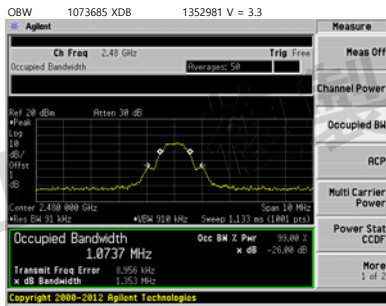 OBW 1073685 XDB 1352981 V = 3.3
Agilent
Measure
Ch Freq 2.48 GHz Trig Free
Occupied Bandwidth Averages: 50
Meas Off
Channel Power
Occupied BW
ACP
Multi Carrier
Power
Power Stat
CCDF
More
1 of 2
Ref 20 dBm Atten 30 dB
#Peak
Log
10
dB/
Offst
1
dB
Center 2.480 000 GHz Span 10 MHz
#Res BW 91 kHz #VBW 910 kHz Sweep 1.133 ms (1001 pts)
Occupied Bandwidth Occ BW % Pwr 99.00 %
1.0737 MHz x dB -26.00 dB
Transmit Freq Error 8.956 kHz
x dB Bandwidth 1.353 MHz
Copyright 2000-2012 Agilent Technologies